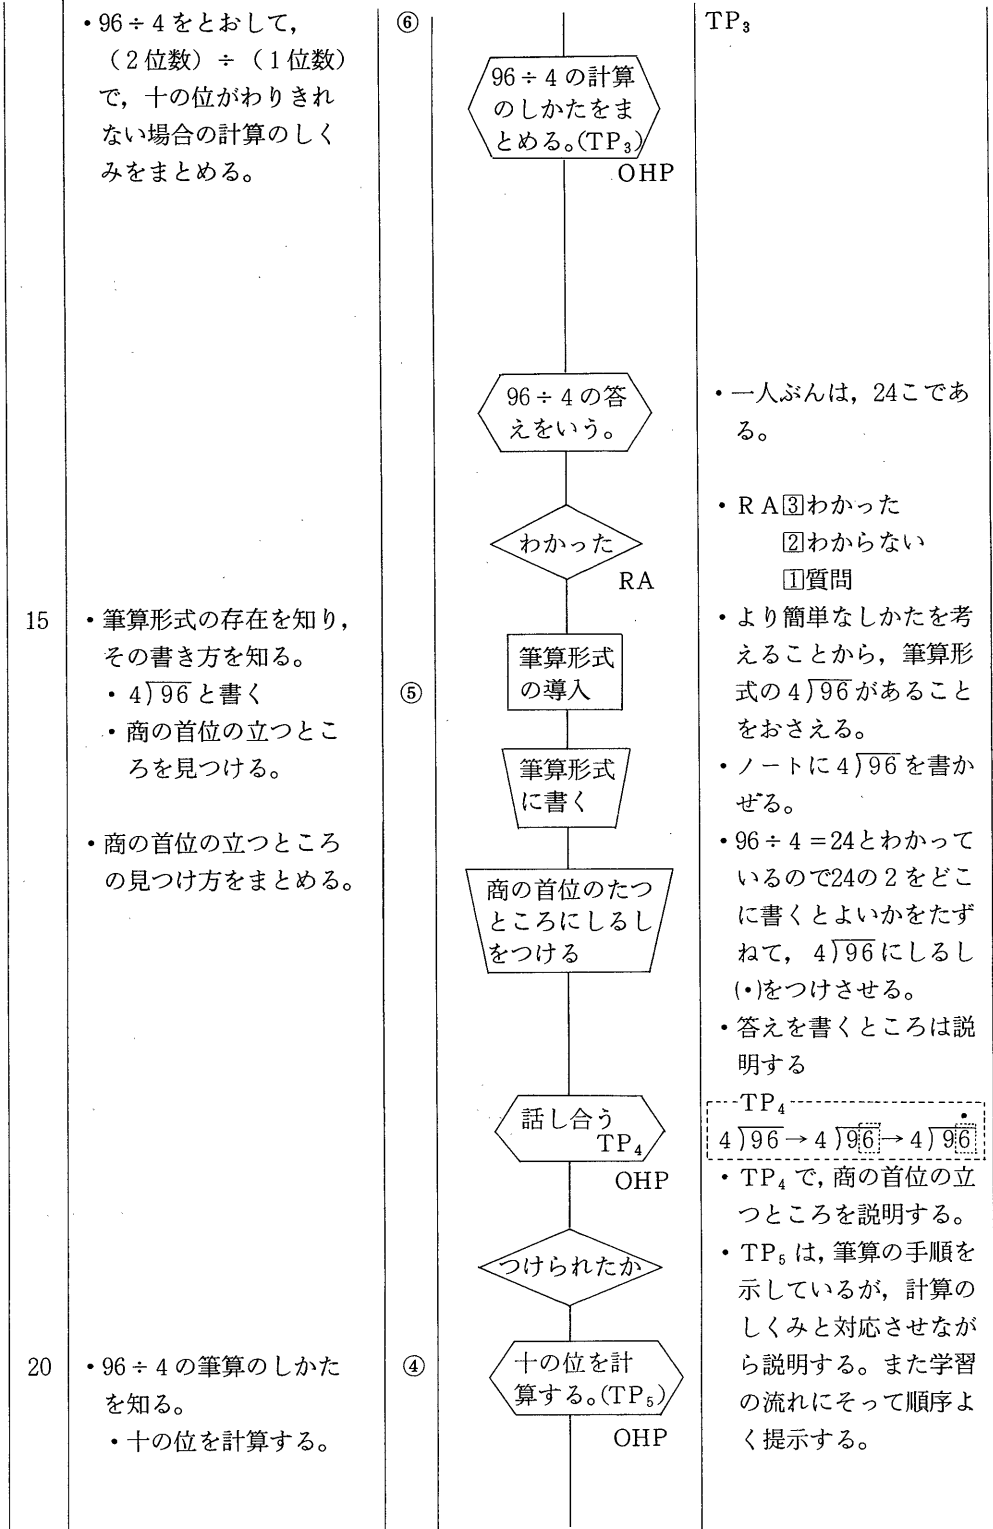 ・96÷4をとおして，
（2位数）÷（1位数）
で，十の位がわりきれ
ない場合の計算のしく
みをまとめる。
⑥
96÷4の計算
のしかたをま
とめる。(TP₃)
OHP
TP₃
96÷4の答
えをいう。
・一人ぶんは，24こであ
る。
わかった
RA
・RA③わかった
②わからない
①質問
15
・筆算形式の存在を知り，
その書き方を知る。
・4)96と書く
・商の首位の立つとこ
ろを見つける。
⑤
筆算形式
の導入
・より簡単なしかたを考
えることから，筆算形
式の4)96があること
をおさえる。
筆算形式
に書く
・ノートに4)96を書か
ぜる。
・商の首位の立つところ
の見つけ方をまとめる。
商の首位のたつ
ところにしるし
をつける
・96÷4＝24とわかって
いるので24の2をどこ
に書くとよいかをたず
ねて，4)96にしるし
(・)をつけさせる。
・答えを書くところは説
明する
話し合う
TP₄
OHP
TP₄
4)96→4)96→4)96
・TP₄で，商の首位の立
つところを説明する。
つけられたか
・TP₅は，筆算の手順を
示しているが，計算の
しくみと対応させなが
ら説明する。また学習
の流れにそって順序よ
く提示する。
20
・96÷4の筆算のしかた
を知る。
・十の位を計算する。
④
十の位を計
算する。(TP₅)
OHP